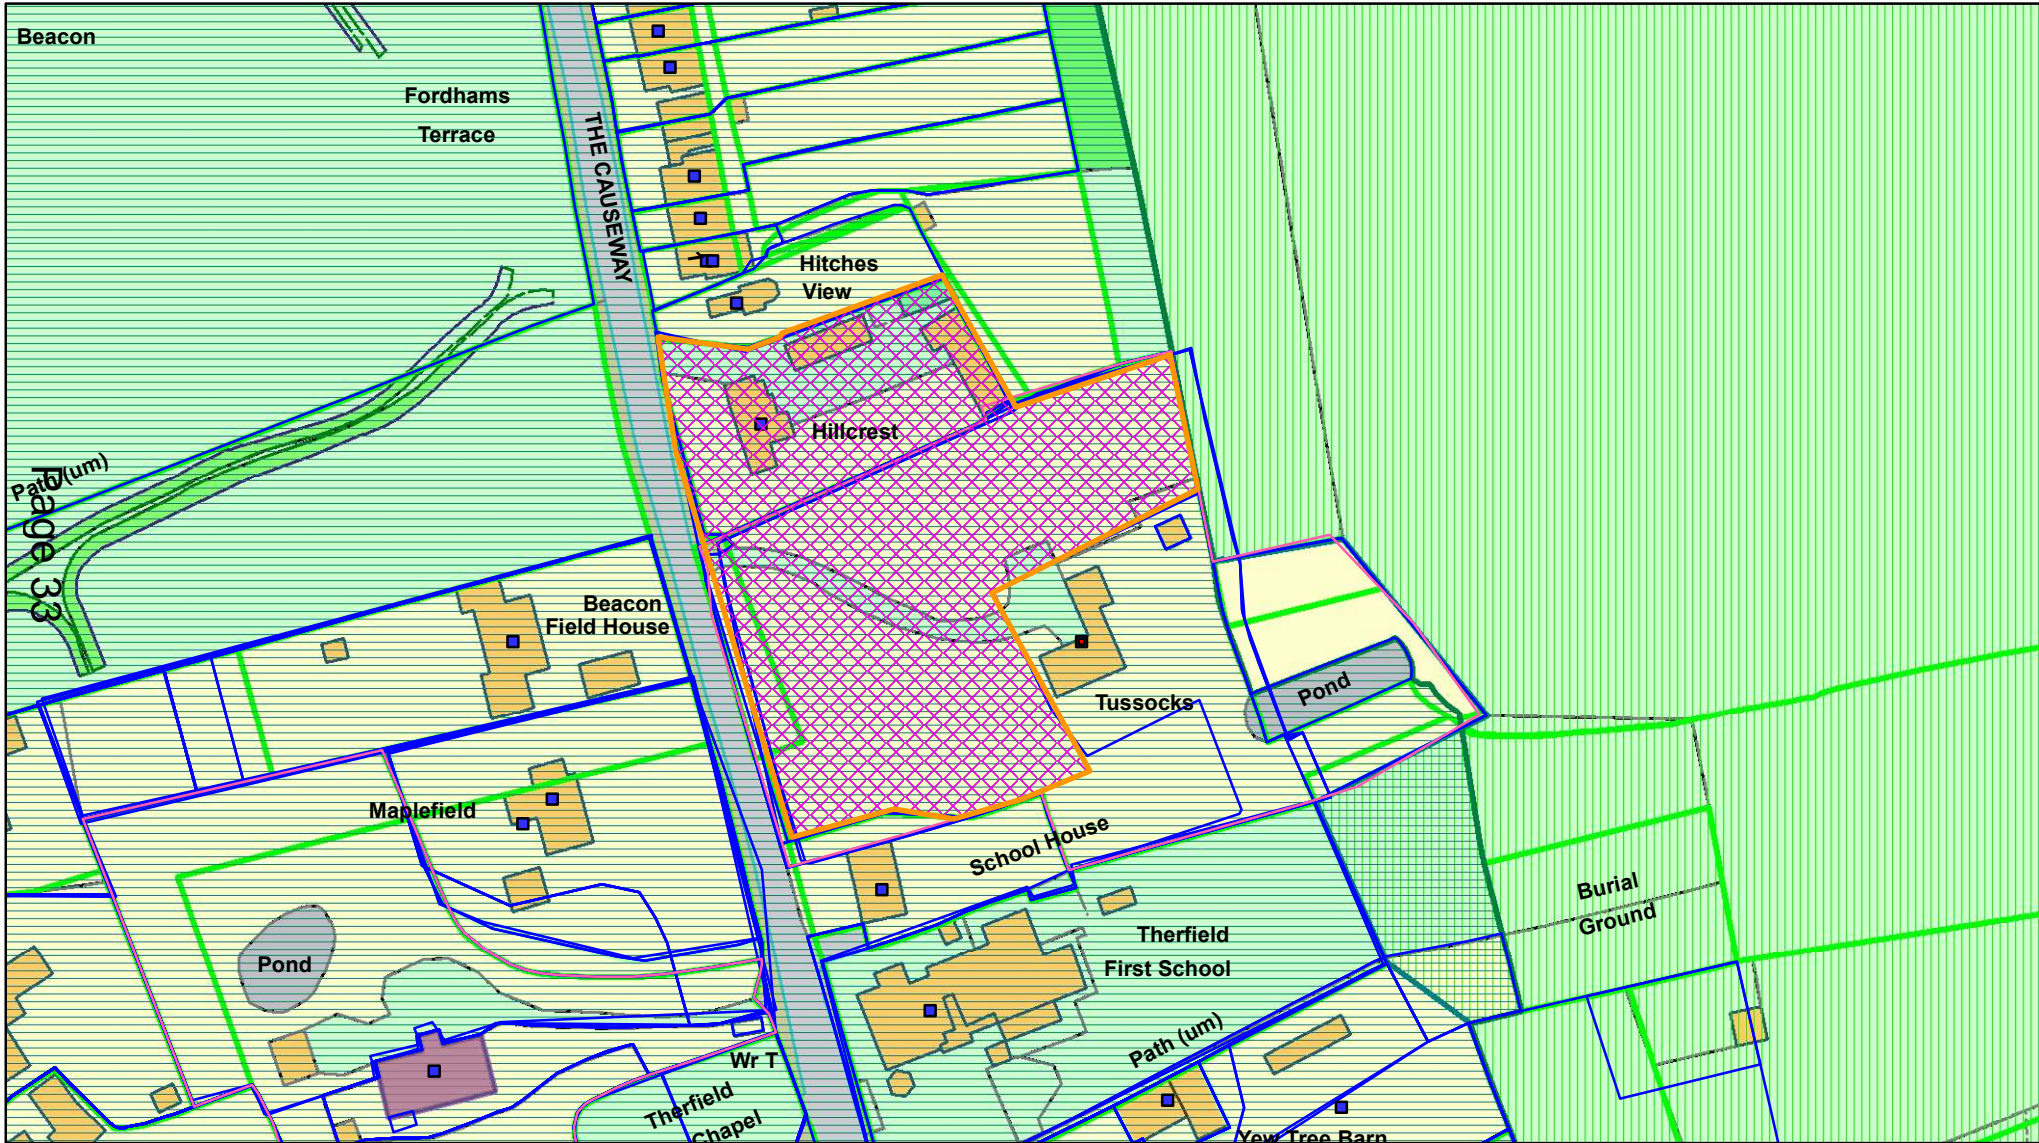 Beacon
Fordhams
Terrace
THE CAUSEWAY
Hitches
View
Hillcrest
Path (um)
Page 33
Beacon
Field House
Tussocks
Pond
Maplefield
School House
Burial
Ground
Pond
Therfield
First School
Path (um)
Wr T
Therfield
Chapel
Yew Tree Barn